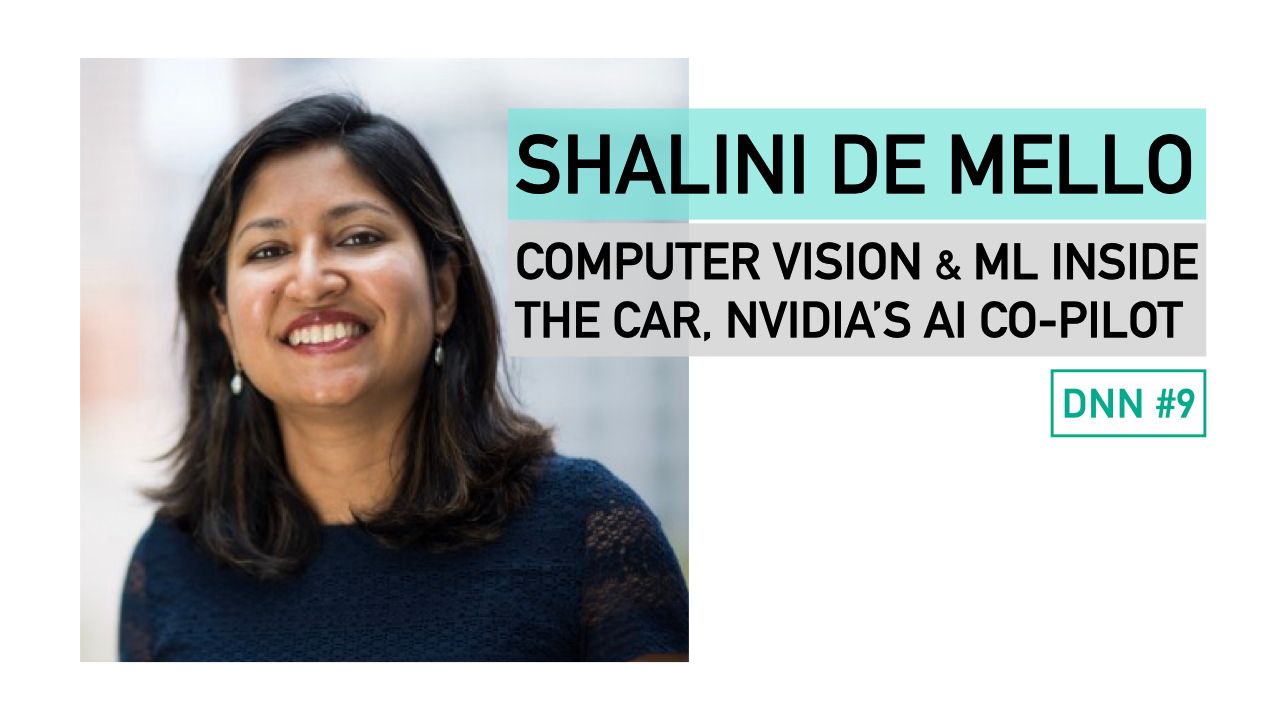 SHALINI DE MELLO
COMPUTER VISION & ML INSIDE
THE CAR, NVIDIA’S AI CO-PILOT
DNN #9